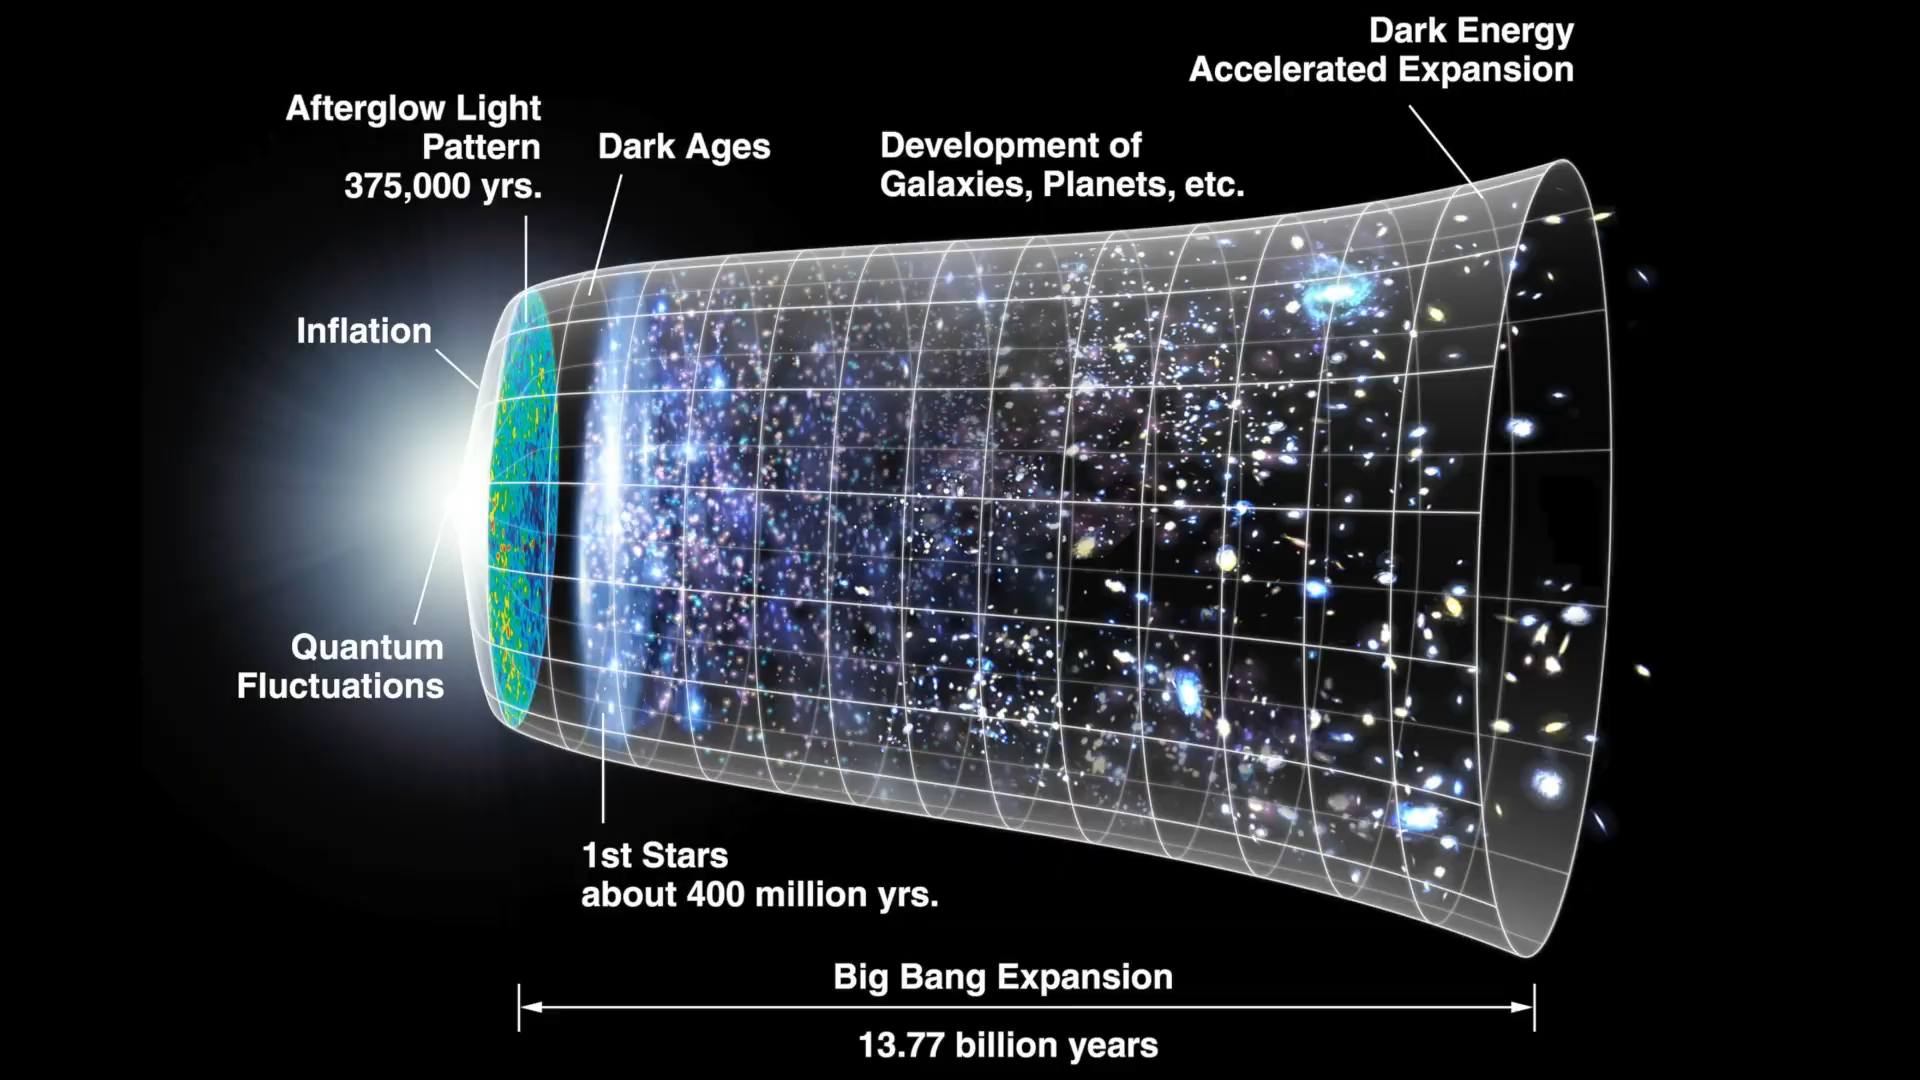 Dark Energy
Accelerated Expansion
Afterglow Light
Pattern
375,000 yrs.
Dark Ages
Development of
Galaxies, Planets, etc.
Inflation
Quantum
Fluctuations
1st Stars
about 400 million yrs.
Big Bang Expansion
13.77 billion years